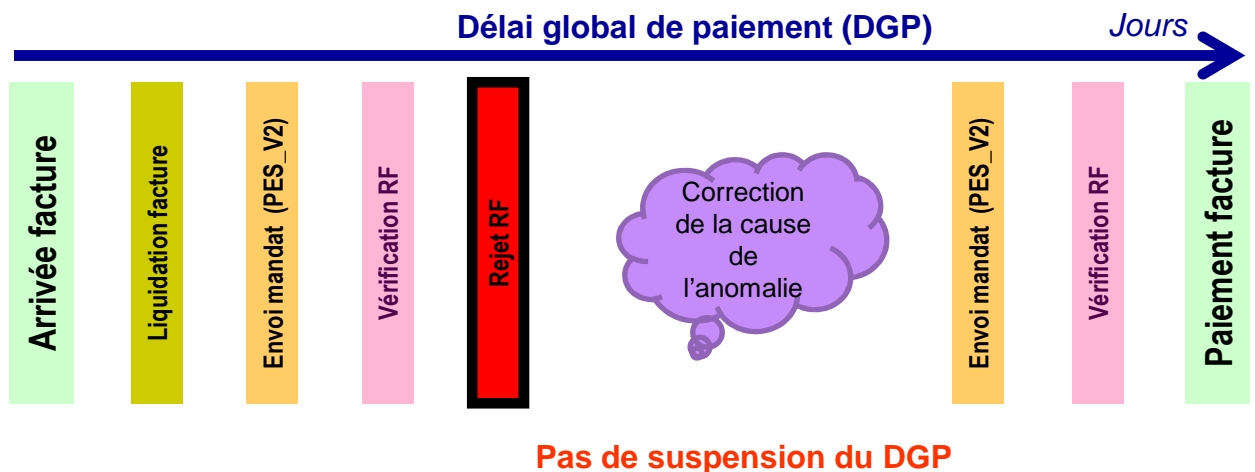 Délai global de paiement (DGP)
Jours
Arrivée facture
Liquidation facture
Envoi mandat (PES_V2)
Vérification RF
Rejet RF
Correction
de la cause
de
l'anomalie
Envoi mandat (PES_V2)
Vérification RF
Paiement facture
Pas de suspension du DGP